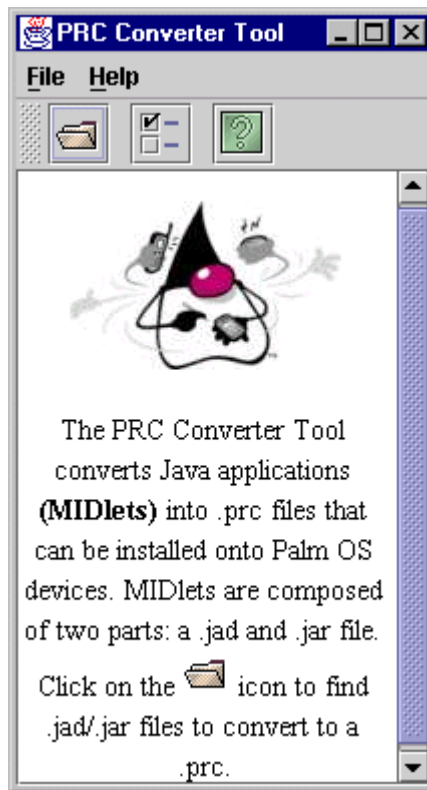 PRC Converter Tool
File Help
The PRC Converter Tool
converts Java applications
(MIDlets) into .prc files that
can be installed onto Palm OS
devices. MIDlets are composed
of two parts: a .jad and .jar file.
Click on the icon to find
.jad/.jar files to convert to a
.prc.